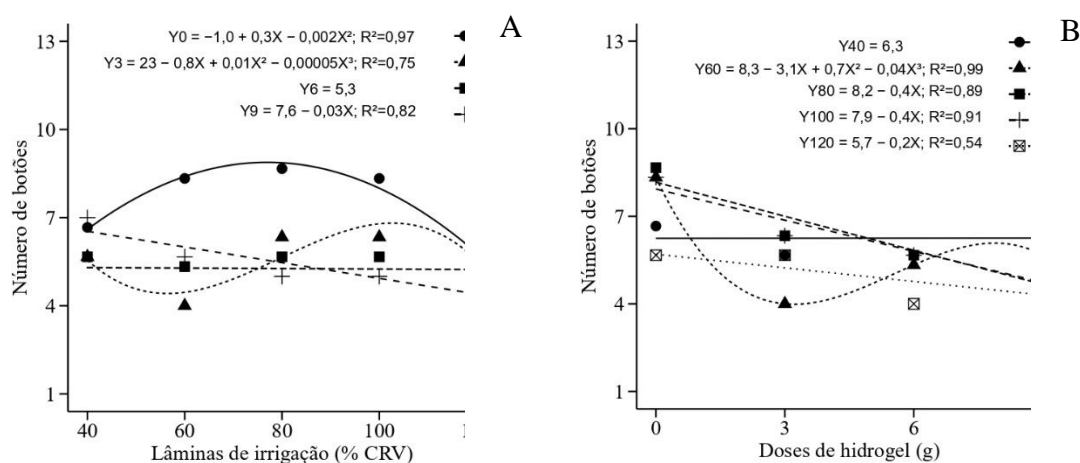 A
Y0 = −1,0 + 0,3X − 0,002X²; R²=0,97
Y3 = 23 − 0,8X + 0,01X² − 0,00005X³; R²=0,75
Y6 = 5,3
Y9 = 7,6 − 0,03X; R²=0,82
13
10
7
4
1
Número de botões
40 60 80 100 1
Lâminas de irrigação (% CRV)
B
Y40 = 6,3
Y60 = 8,3 − 3,1X + 0,7X² − 0,04X³; R²=0,99
Y80 = 8,2 − 0,4X; R²=0,89
Y100 = 7,9 − 0,4X; R²=0,91
Y120 = 5,7 − 0,2X; R²=0,54
13
10
7
4
1
Número de botões
0 3 6
Doses de hidrogel (g)